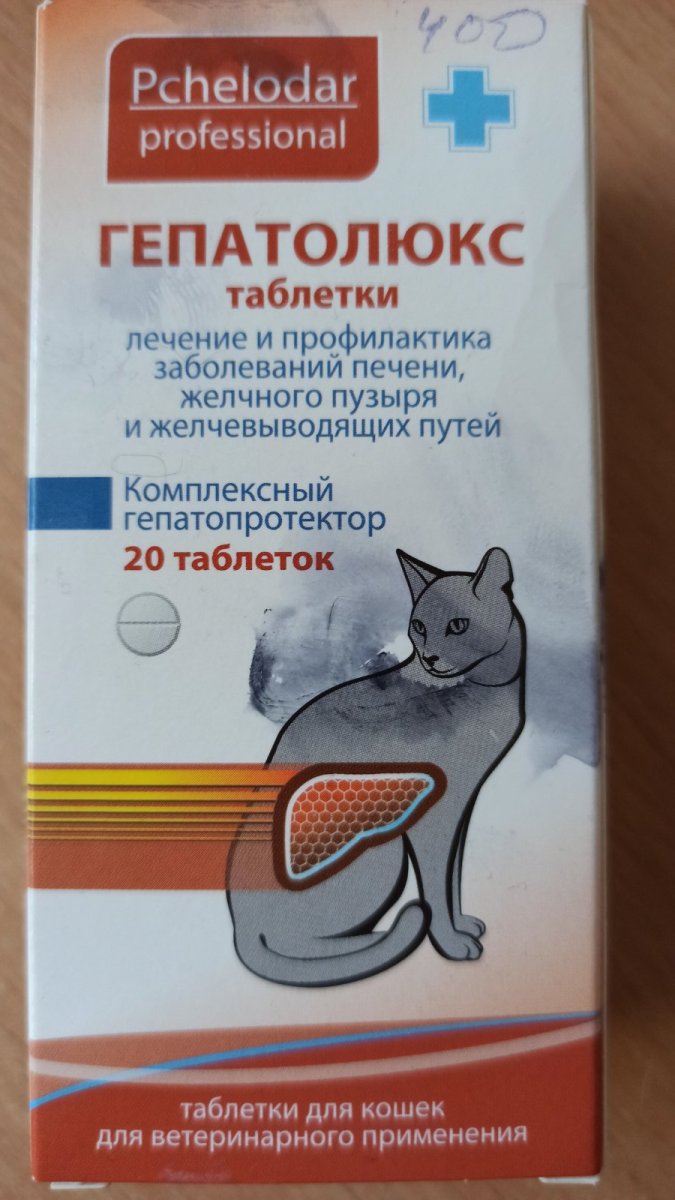 400
Pchelodar
professional
ГЕПАТОЛЮКС
таблетки
лечение и профилактика
заболеваний печени,
желчного пузыря
и желчевыводящих путей
Комплексный
гепатопротектор
20 таблеток
таблетки для кошек
для ветеринарного применения